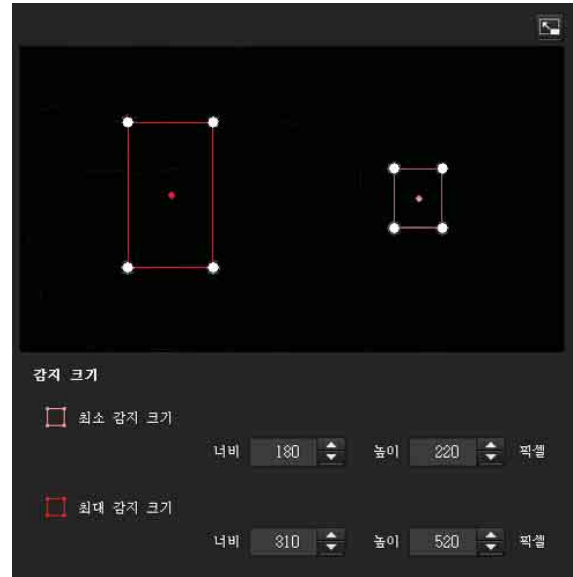 감지 크기
최소 감지 크기
너비 180 높이 220 픽셀
최대 감지 크기
너비 310 높이 520 픽셀